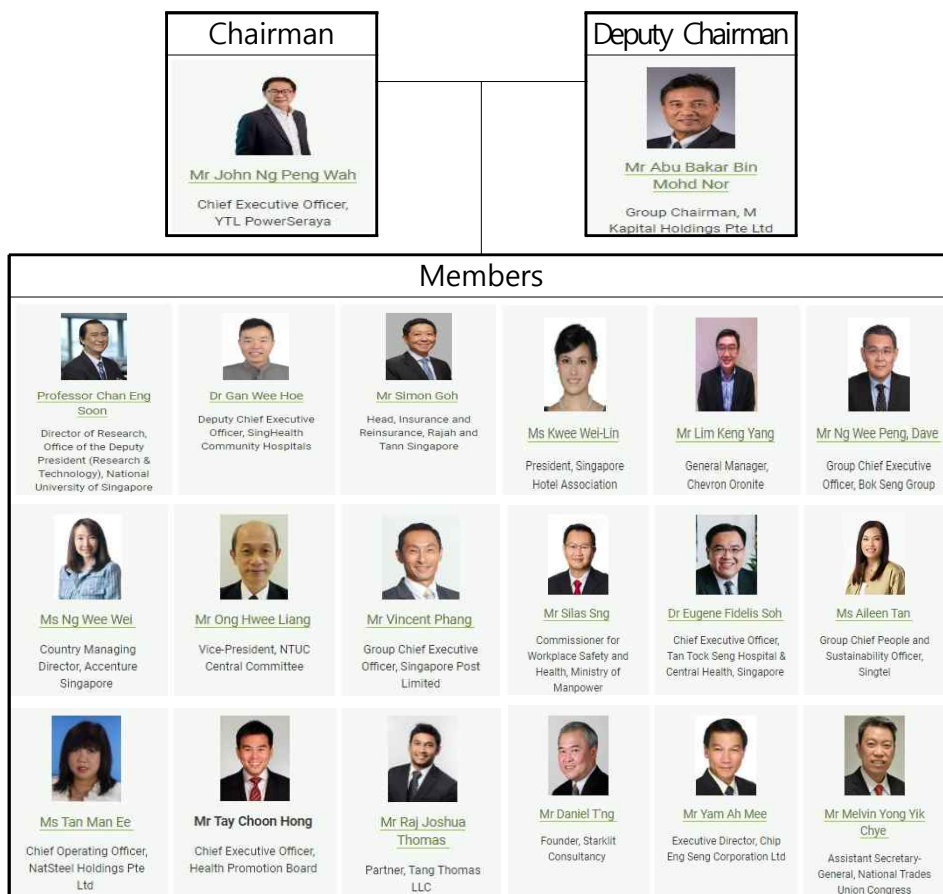 Chairman
Deputy Chairman
Mr John Ng Peng Wah
Chief Executive Officer,
YTL PowerSeraya
Mr Abu Bakar Bin
Mohd Nor
Group Chairman, M
Kapital Holdings Pte Ltd
Members
Professor Chan Eng
Soon
Director of Research,
Office of the Deputy
President (Research &
Technology), National
University of Singapore
Dr Gan Wee Hoe
Deputy Chief Executive
Officer, SingHealth
Community Hospitals
Mr Simon Goh
Head, Insurance and
Reinsurance, Rajah and
Tann Singapore
Ms Kwee Wei-Lin
President, Singapore
Hotel Association
Mr Lim Keng Yang
General Manager,
Chevron Oronite
Mr Ng Wee Peng, Dave
Group Chief Executive
Officer, Bok Seng Group
Ms Ng Wee Wei
Country Managing
Director, Accenture
Singapore
Mr Ong Hwee Liang
Vice-President, NTUC
Central Committee
Mr Vincent Phang
Group Chief Executive
Officer, Singapore Post
Limited
Mr Silas Sng
Commissioner for
Workplace Safety and
Health, Ministry of
Manpower
Dr Eugene Fidelis Soh
Chief Executive Officer,
Tan Tock Seng Hospital &
Central Health, Singapore
Ms Aileen Tan
Group Chief People and
Sustainability Officer,
Singtel
Ms Tan Man Ee
Chief Operating Officer,
NatSteel Holdings Pte
Ltd
Mr Tay Choon Hong
Chief Executive Officer,
Health Promotion Board
Mr Raj Joshua
Thomas
Partner, Tang Thomas
LLC
Mr Daniel T'ng
Founder, Starklit
Consultancy
Mr Yam Ah Mee
Executive Director, Chip
Eng Seng Corporation Ltd
Mr Melvin Yong Yik
Chye
Assistant Secretary-
General, National Trades
Union Congress